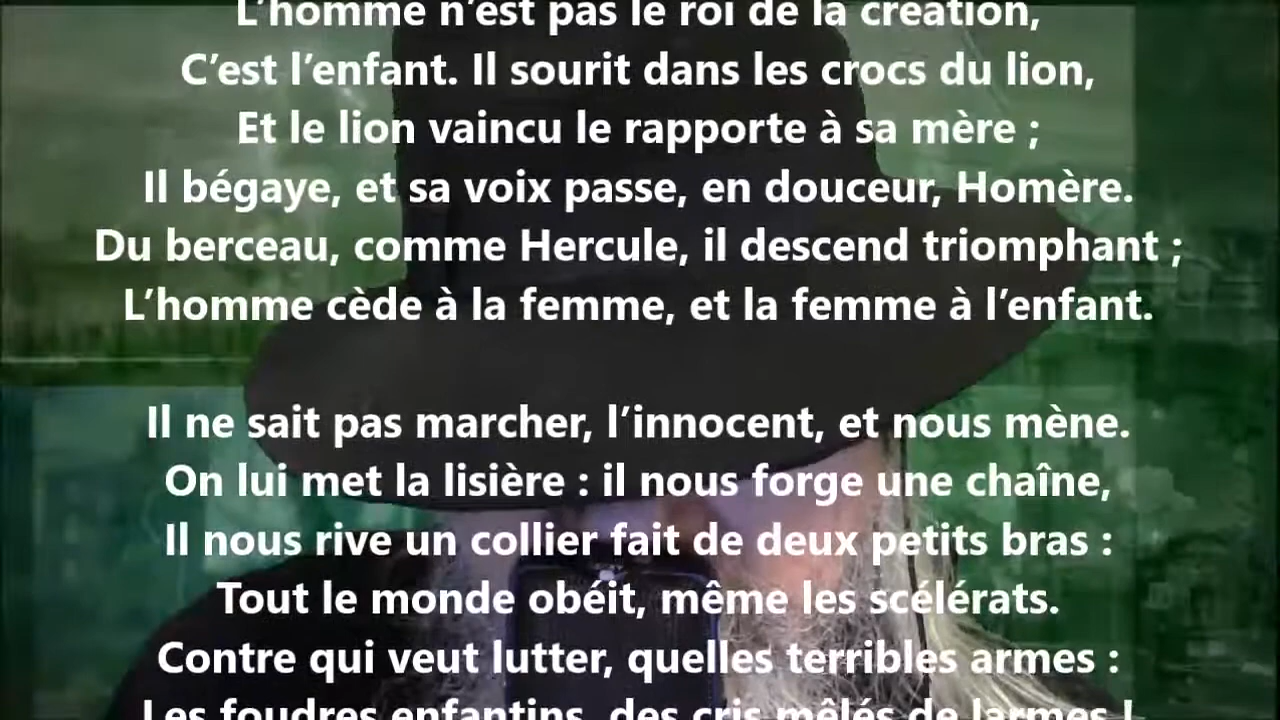 L’homme n’est pas le roi de la création,
C’est l’enfant. Il sourit dans les crocs du lion,
Et le lion vaincu le rapporte à sa mère ;
Il bégaye, et sa voix passe, en douceur, Homère.
Du berceau, comme Hercule, il descend triomphant ;
L’homme cède à la femme, et la femme à l’enfant.
Il ne sait pas marcher, l’innocent, et nous mène.
On lui met la lisière : il nous forge une chaîne,
Il nous rive un collier fait de deux petits bras :
Tout le monde obéit, même les scélérats.
Contre qui veut lutter, quelles terribles armes :
Les foudres enfantins, des cris mêlés de larmes !